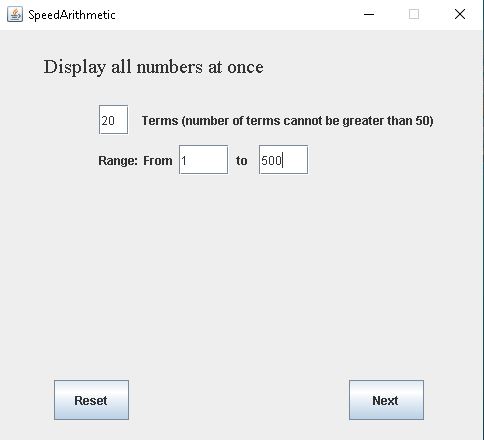 SpeedArithmetic
Display all numbers at once
20 Terms (number of terms cannot be greater than 50)
Range: From 1 to 500
Reset Next